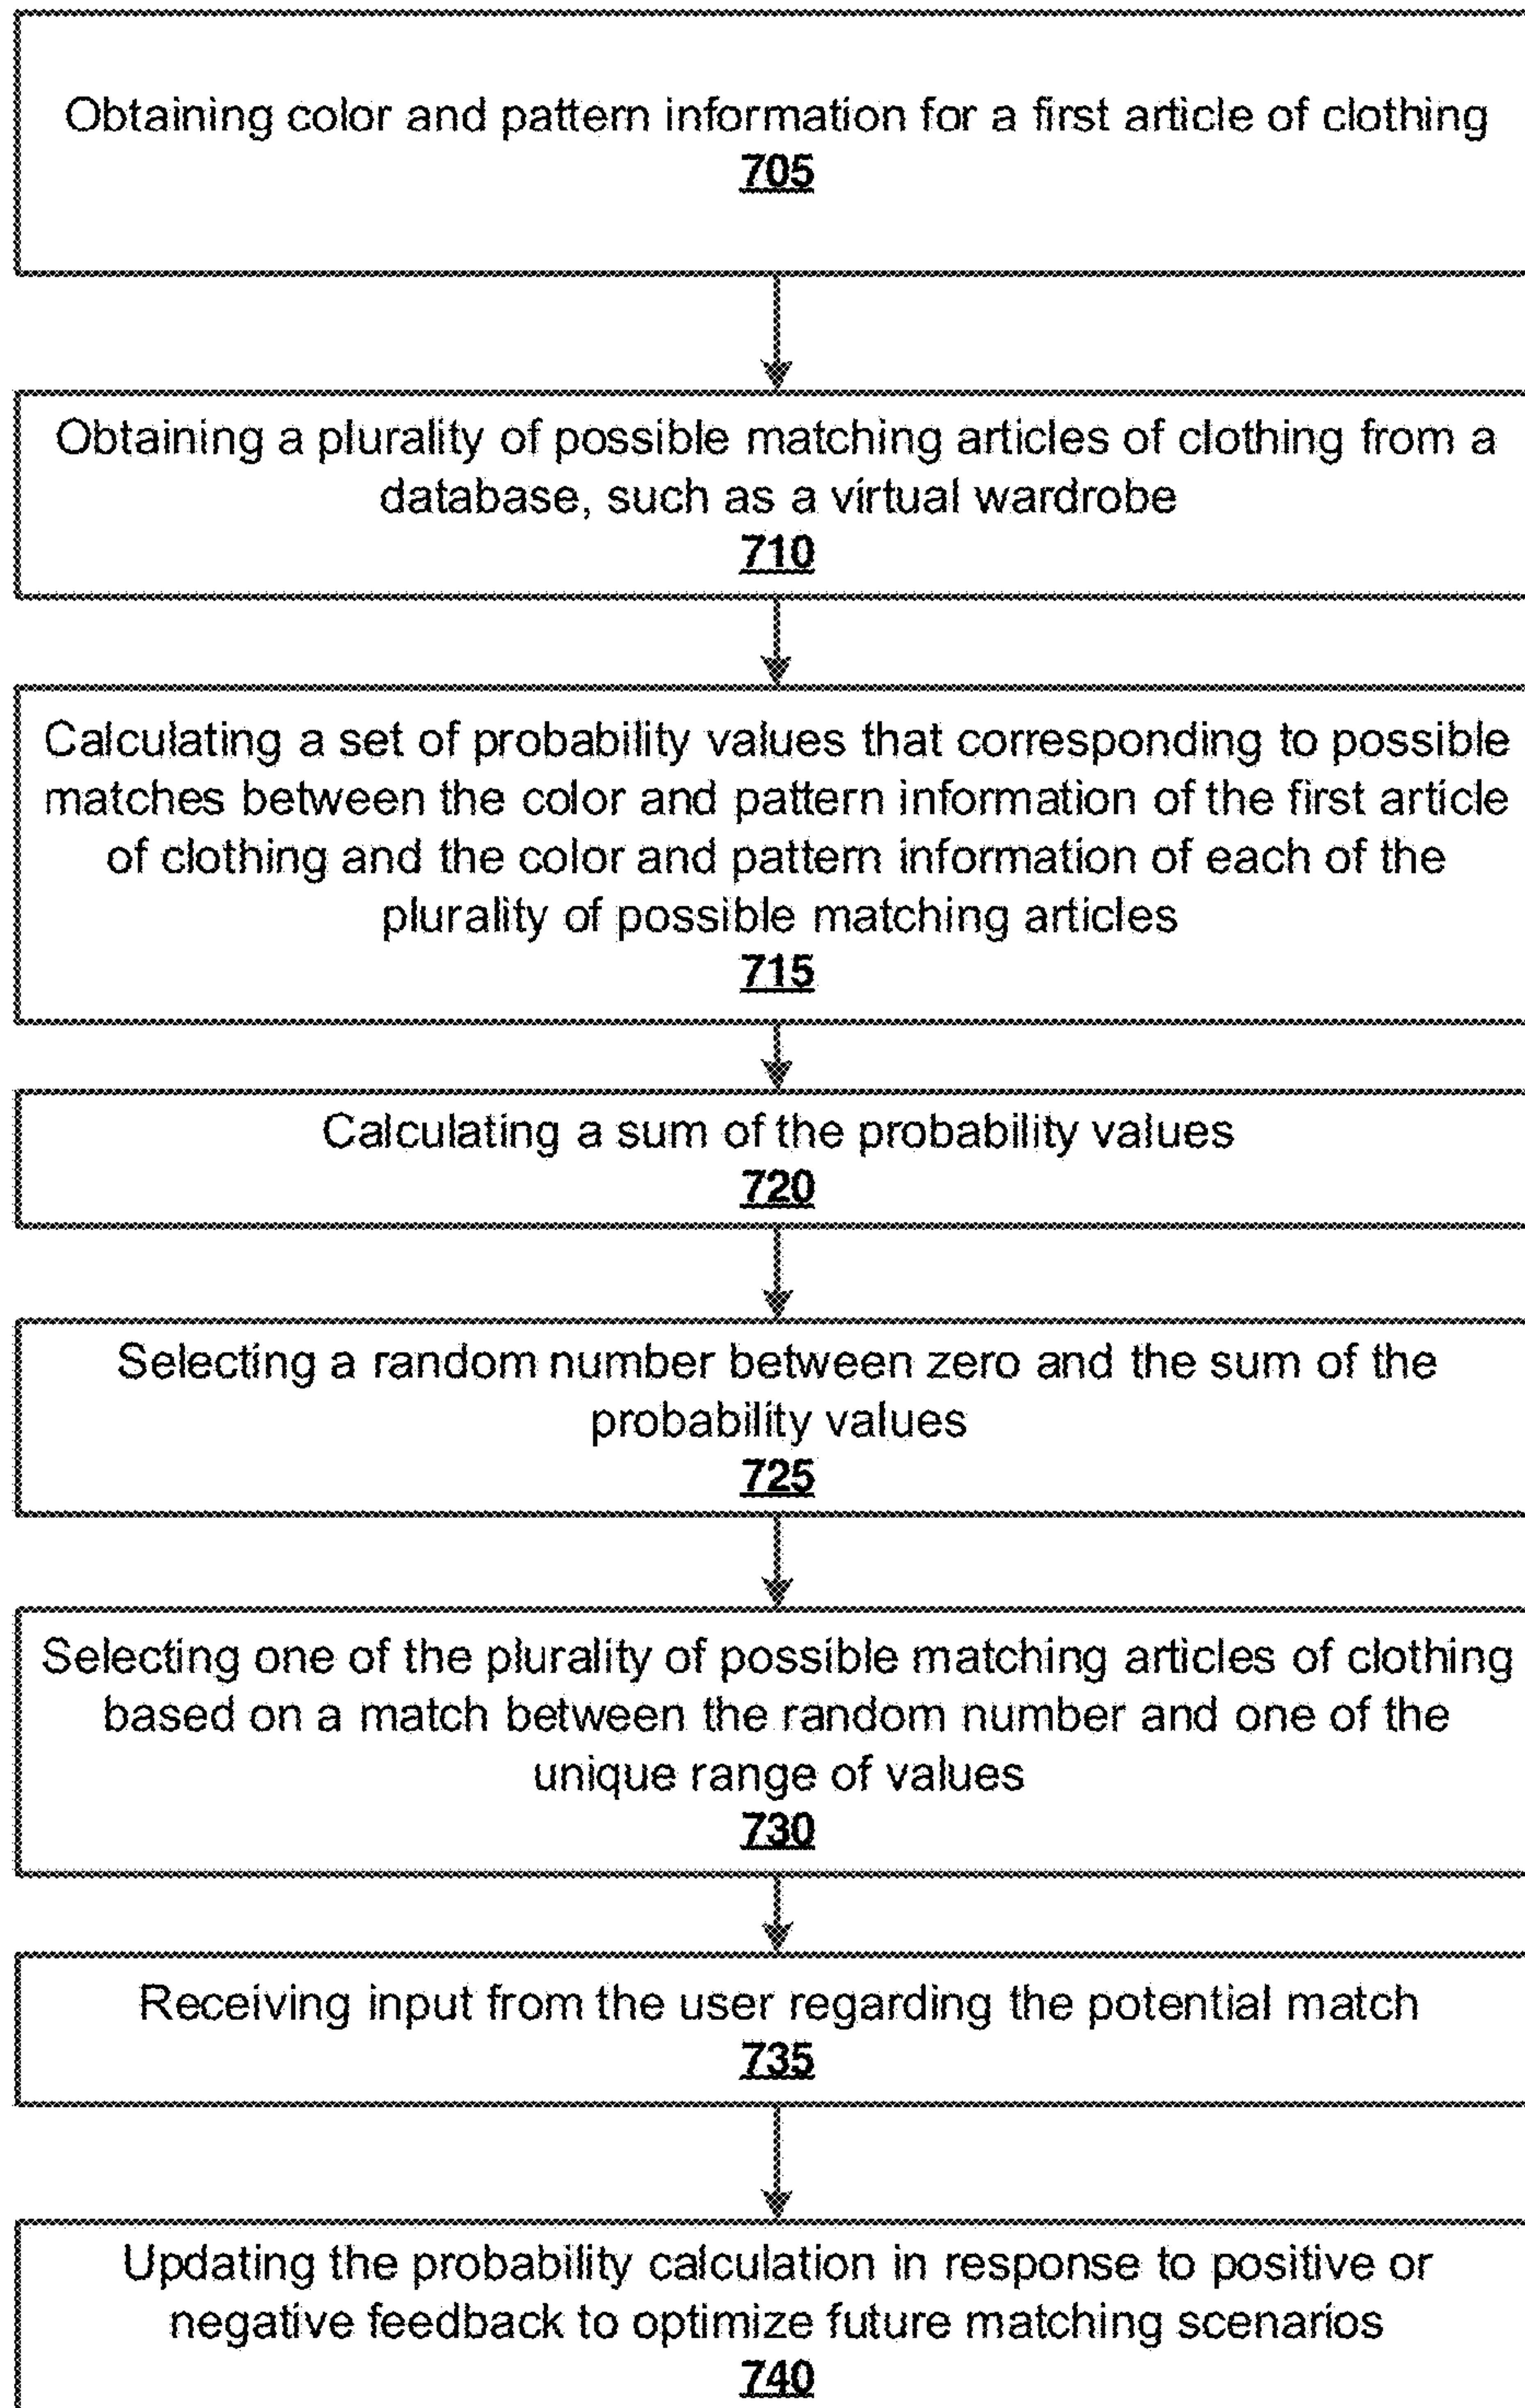 Obtaining color and pattern information for a first article of clothing
705
Obtaining a plurality of possible matching articles of clothing from a
database, such as a virtual wardrobe
710
Calculating a set of probability values that corresponding to possible
matches between the color and pattern information of the first article
of clothing and the color and pattern information of each of the
plurality of possible matching articles
715
Calculating a sum of the probability values
720
Selecting a random number between zero and the sum of the
probability values
725
Selecting one of the plurality of possible matching articles of clothing
based on a match between the random number and one of the
unique range of values
730
Receiving input from the user regarding the potential match
735
Updating the probability calculation in response to positive or
negative feedback to optimize future matching scenarios
740